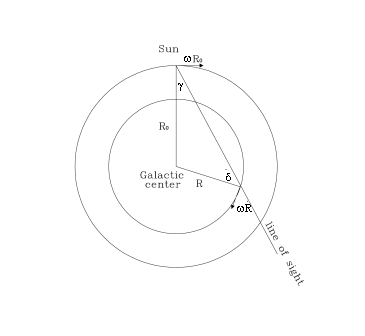 Sun
ωR₀
γ
R₀
Galactic
center
δ
R
ωR
line of sight